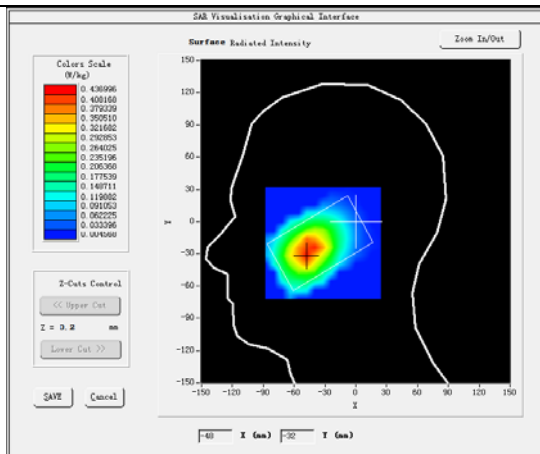 SAR Visualisation Graphical Interface
Surface Radiated Intensity
Zoom In/Out
Colors Scale
(W/kg)
0.436996
0.408168
0.379339
0.350510
0.321682
0.292853
0.264025
0.235196
0.206368
0.177539
0.148711
0.119882
0.091053
0.062225
0.033396
0.004568
Z-Cuts Control
<< Upper Cut
Z = 3.2 mm
Lower Cut >>
SAVE Cancel
150
120
90
60
30
0
-30
-60
-90
-120
-150
Y
-150 -120 -90 -60 -30 0 30 60 90 120 150
X
-48 X (mm) -32 Y (mm)